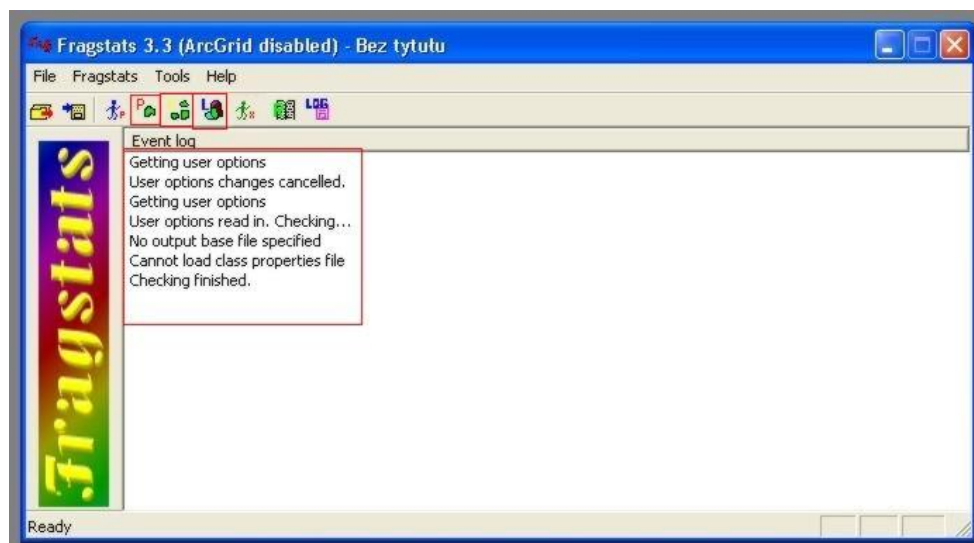 Fragstats 3.3 (ArcGrid disabled) - Bez tytułu
File Fragstats Tools Help
P P L x LOG
Event log
Getting user options
User options changes cancelled.
Getting user options
User options read in. Checking...
No output base file specified
Cannot load class properties file
Checking finished.
Fragstats
Ready